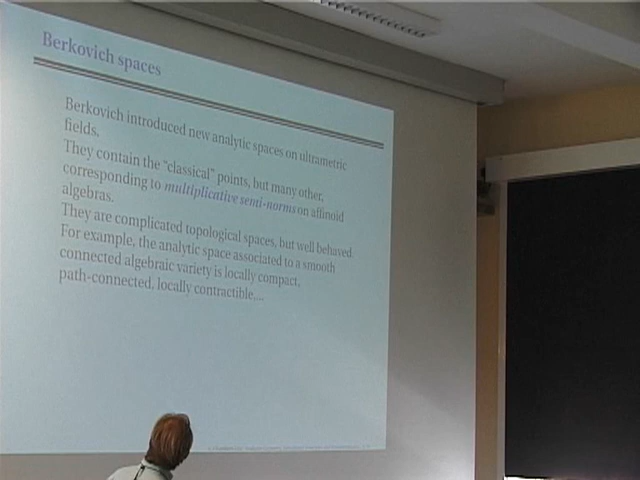 Berkovich spaces
Berkovich introduced new analytic spaces on ultrametric
fields.
They contain the “classical” points, but many other,
corresponding to multiplicative semi-norms on affinoid
algebras.
They are complicated topological spaces, but well behaved.
For example, the analytic space associated to a smooth
connected algebraic variety is locally compact,
path-connected, locally contractible,...